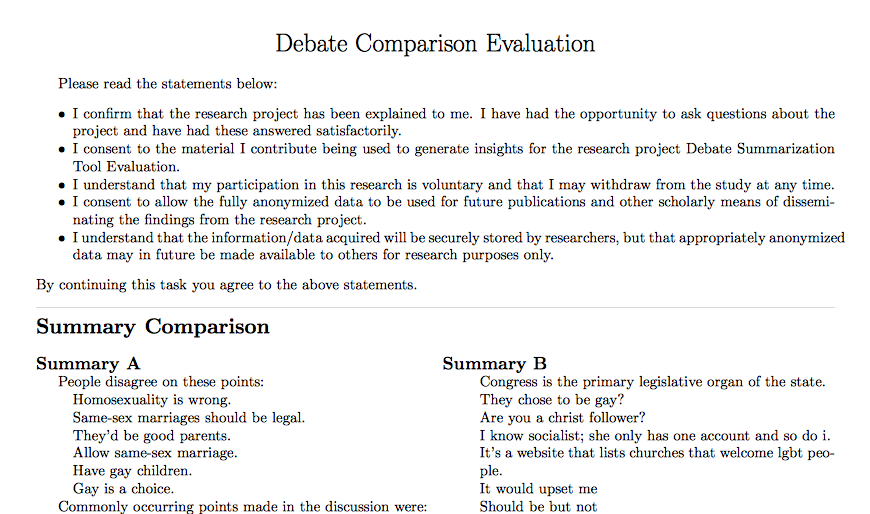 Debate Comparison Evaluation
Please read the statements below:
• I confirm that the research project has been explained to me. I have had the opportunity to ask questions about the
project and have had these answered satisfactorily.
• I consent to the material I contribute being used to generate insights for the research project Debate Summarization
Tool Evaluation.
• I understand that my participation in this research is voluntary and that I may withdraw from the study at any time.
• I consent to allow the fully anonymized data to be used for future publications and other scholarly means of dissemi-
nating the findings from the research project.
• I understand that the information/data acquired will be securely stored by researchers, but that appropriately anonymized
data may in future be made available to others for research purposes only.
By continuing this task you agree to the above statements.
Summary Comparison
Summary A
People disagree on these points:
Homosexuality is wrong.
Same-sex marriages should be legal.
They'd be good parents.
Allow same-sex marriage.
Have gay children.
Gay is a choice.
Commonly occurring points made in the discussion were:
Summary B
Congress is the primary legislative organ of the state.
They chose to be gay?
Are you a christ follower?
I know socialist; she only has one account and so do i.
It's a website that lists churches that welcome lgbt peo-
ple.
It would upset me
Should be but not